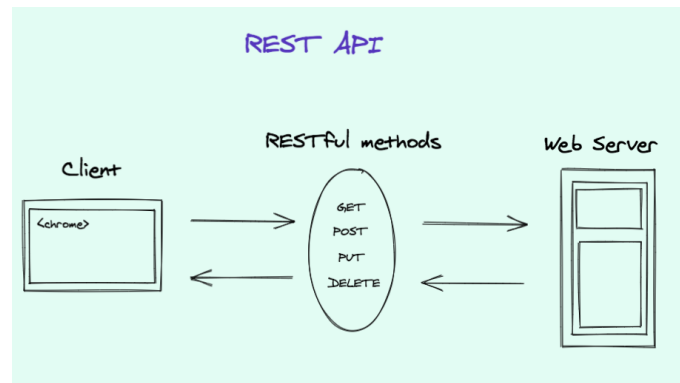 REST API
RESTful methods
Web Server
Client
<chrome>
GET
POST
PUT
DELETE